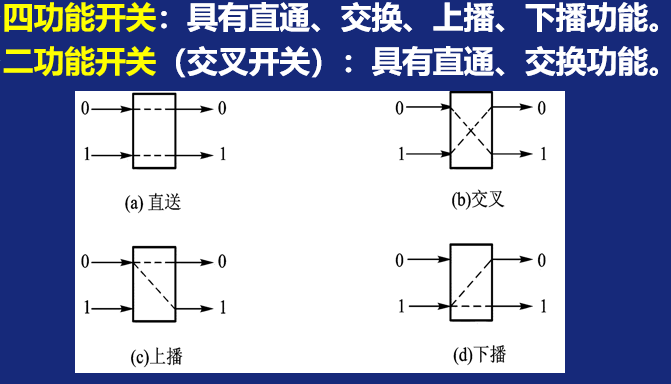 四功能开关：具有直通、交换、上播、下播功能。
二功能开关（交叉开关）：具有直通、交换功能。
0 0 0 0
1 1 1 1
(a) 直送 (b)交叉
0 0 0 0
1 1 1 1
(c)上播 (d)下播